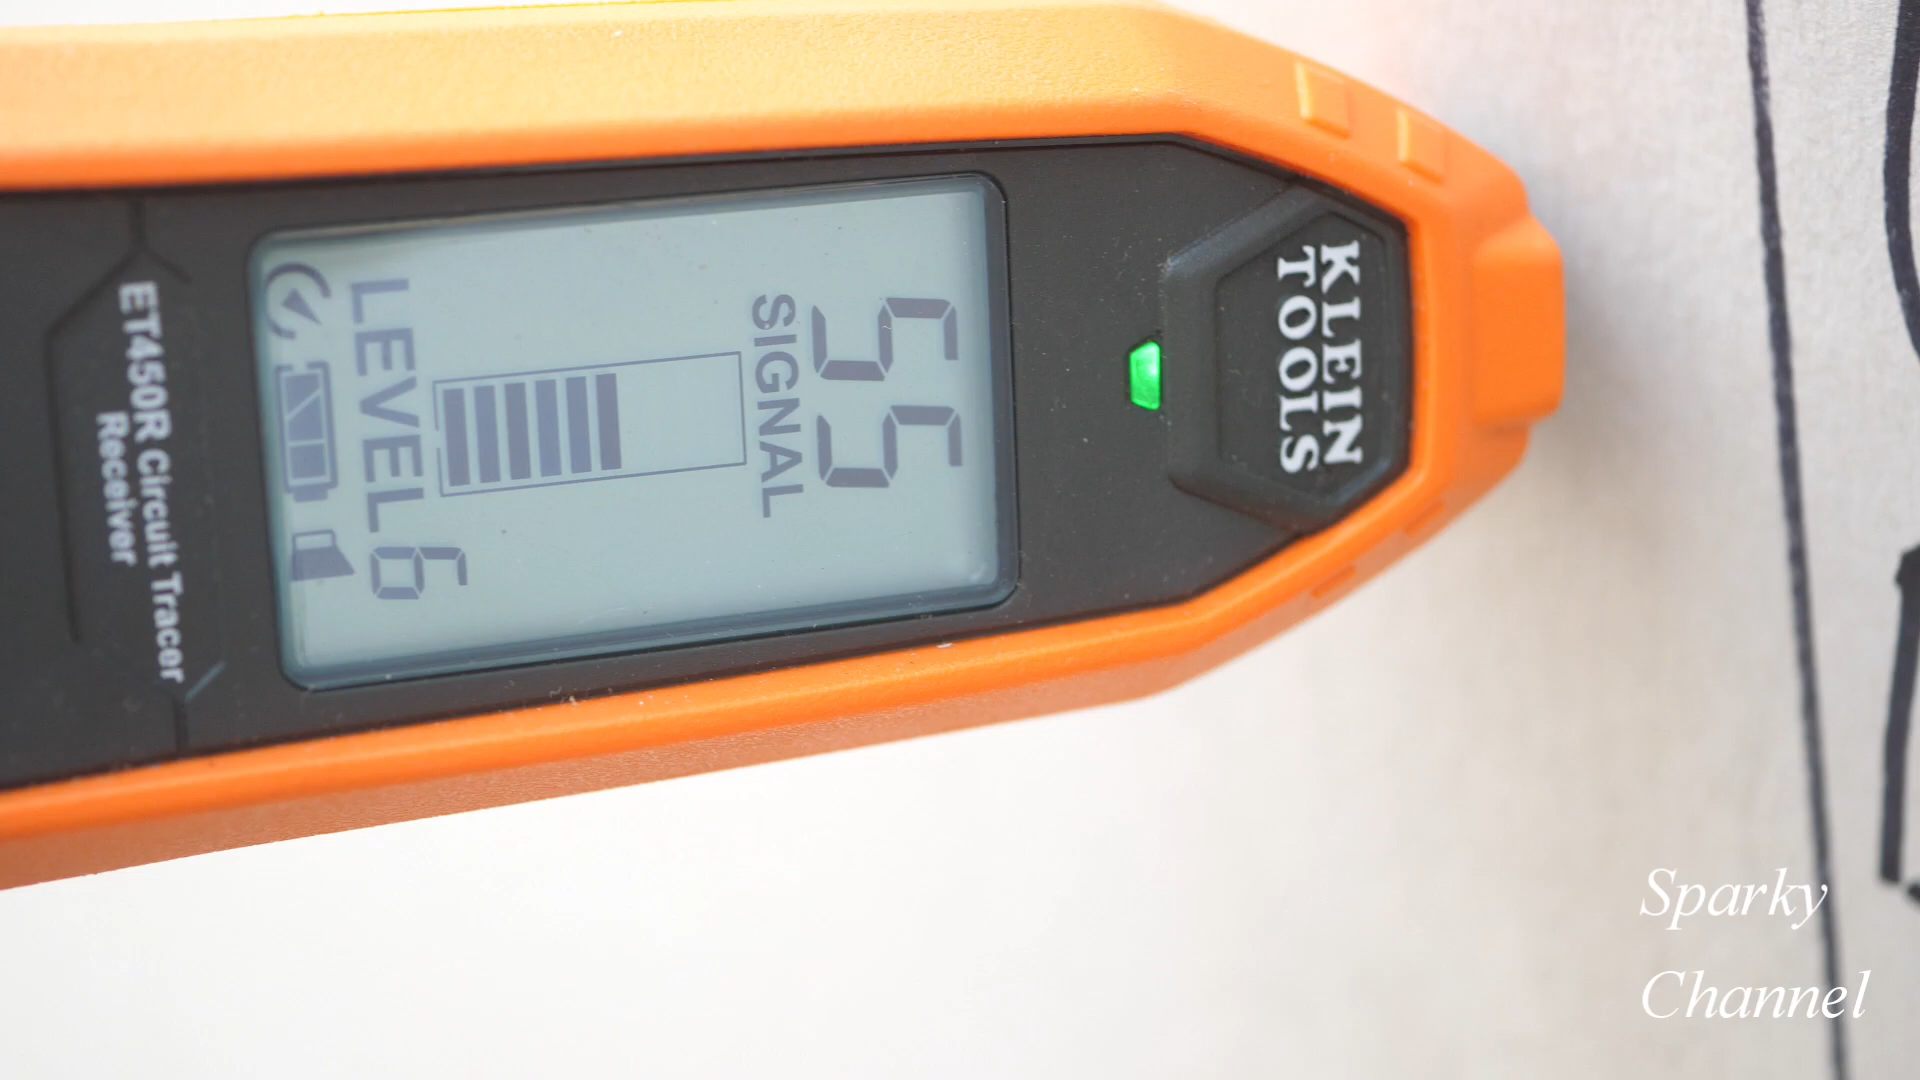 KLEIN
TOOLS
55
SIGNAL
LEVEL 6
ET450R Circuit Tracer
Receiver
Sparky
Channel